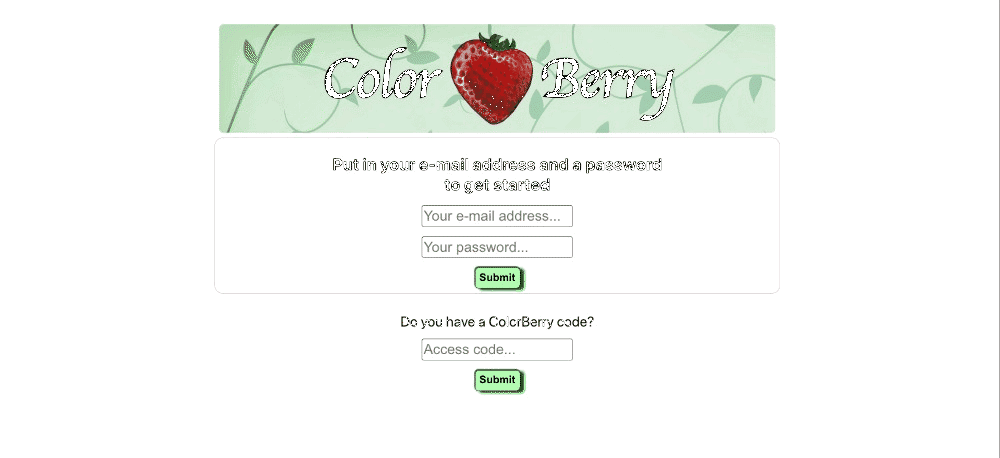 Color Berry
Put in your e-mail address and a password
to get started
Your e-mail address...
Your password...
Submit
Do you have a ColorBerry code?
Access code...
Submit